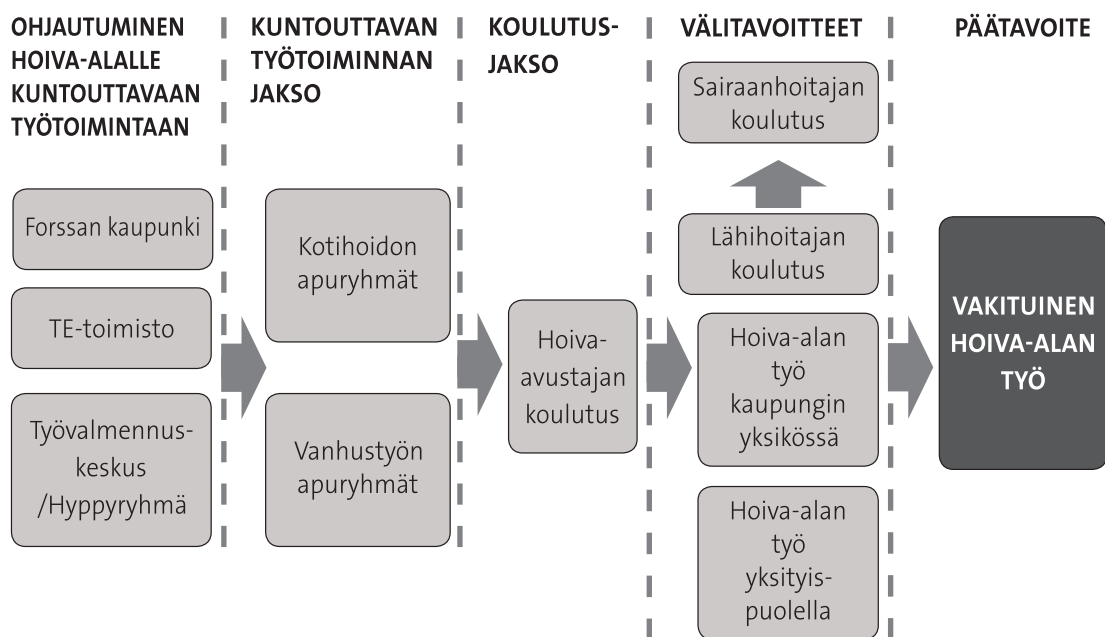 OHJAUTUMINEN
HOIVA-ALALLE
KUNTOUTTAVAAN
TYÖTOIMINTAAN
Forssan kaupunki
TE-toimisto
Työvalmennus-
keskus
/Hyppyryhmä
KUNTOUTTAVAN
TYÖTOIMINNAN
JAKSO
Kotihoidon
apuryhmät
Vanhustyön
apuryhmät
KOULUTUS-
JAKSO
Hoiva-
avustajan
koulutus
VÄLITAVOITTEET
Sairaanhoitajan
koulutus
Lähihoitajan
koulutus
Hoiva-alan
työ
kaupungin
yksikössä
Hoiva-alan
työ
yksityis-
puolella
PÄÄTAVOITE
VAKITUINEN
HOIVA-ALAN
TYÖ